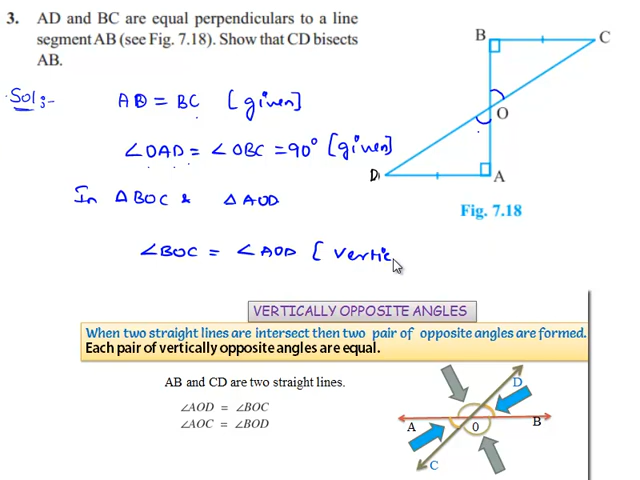 3. AD and BC are equal perpendiculars to a line
segment AB (see Fig. 7.18). Show that CD bisects
AB.
Sol:-
AD = BC [given]
∠OAD = ∠OBC = 90° [given]
In △BOC & △AOD
∠BOC = ∠AOD [Vertic
B
C
O
D
A
Fig. 7.18
VERTICALLY OPPOSITE ANGLES
When two straight lines are intersect then two pair of opposite angles are formed.
Each pair of vertically opposite angles are equal.
AB and CD are two straight lines.
∠AOD = ∠BOC
∠AOC = ∠BOD
D
A
O
B
C